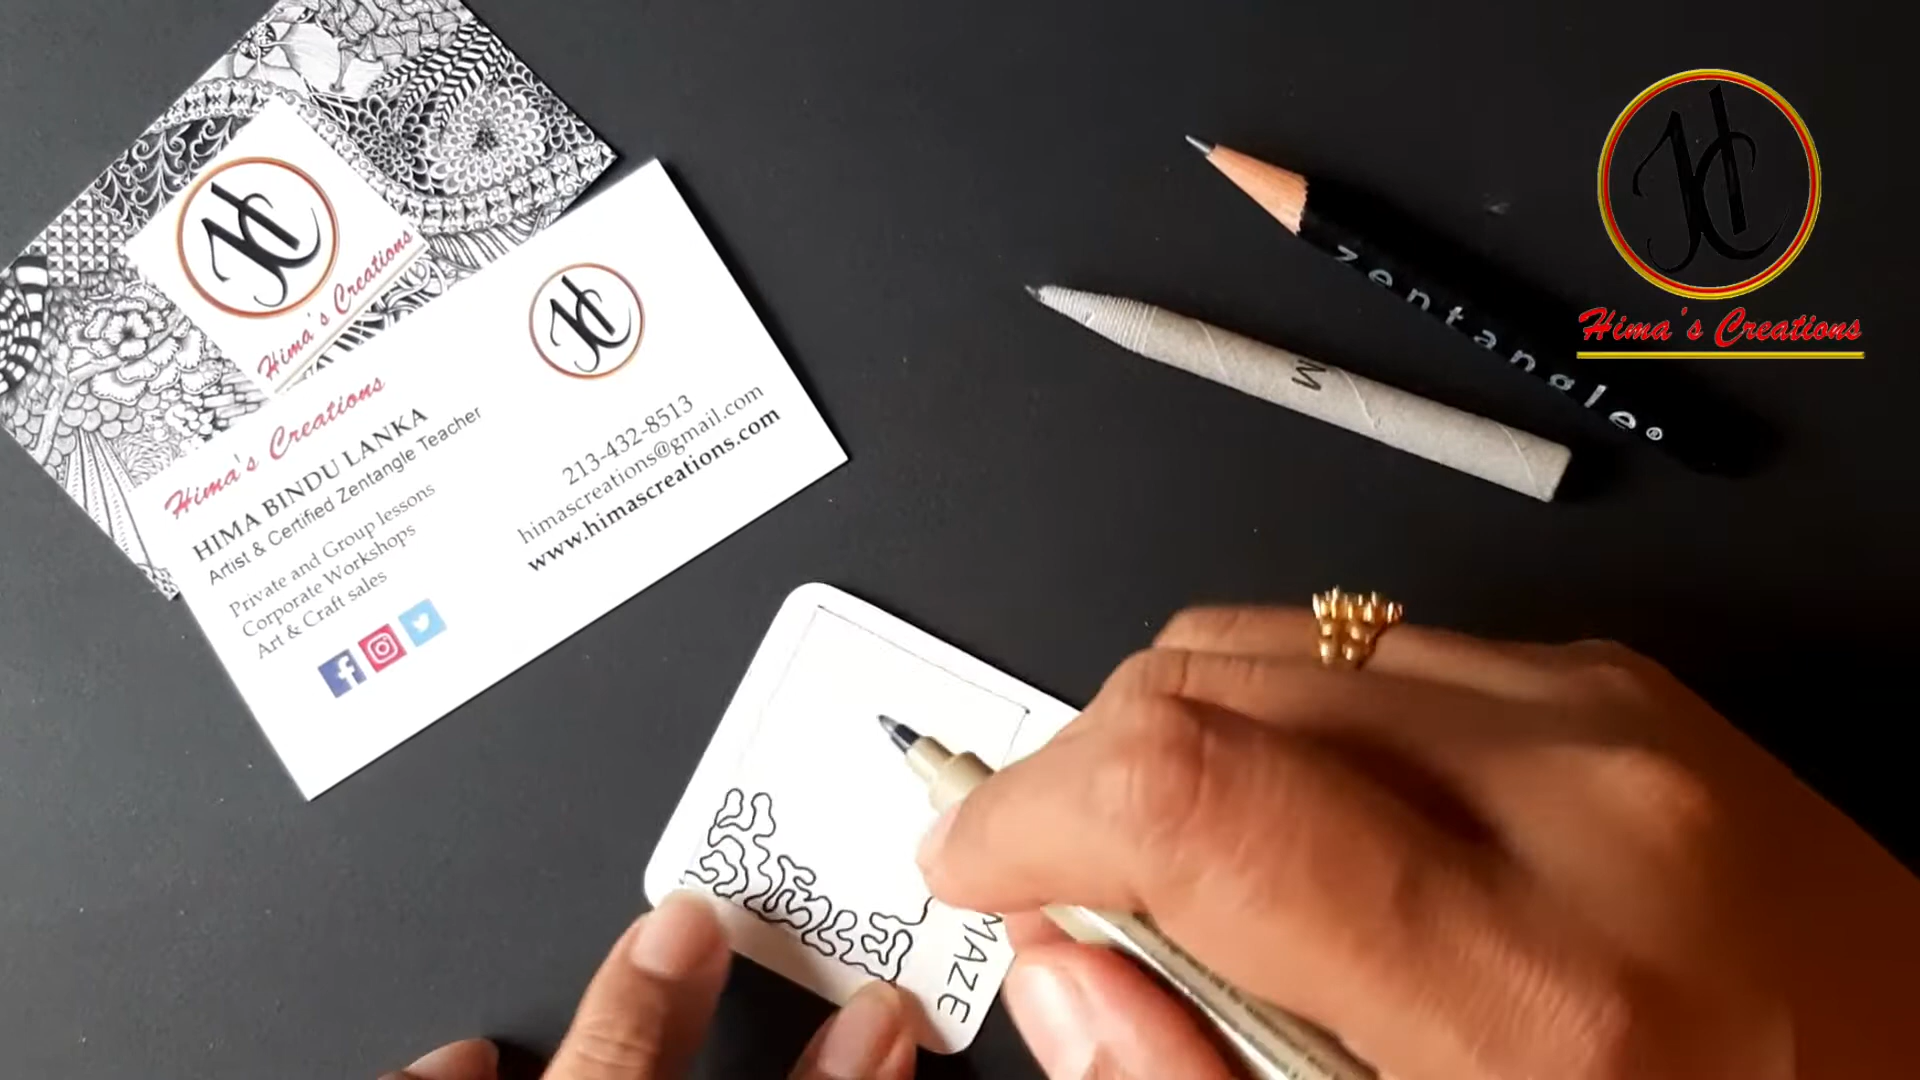 Hima's Creations
Hima's Creations
HIMA BINDU LANKA
Artist & Certified Zentangle Teacher
Private and Group lessons
Corporate Workshops
Art & Craft sales
213-432-8513
himascreations@gmail.com
www.himascreations.com
zentangle®
M
Hima's Creations
MAZE